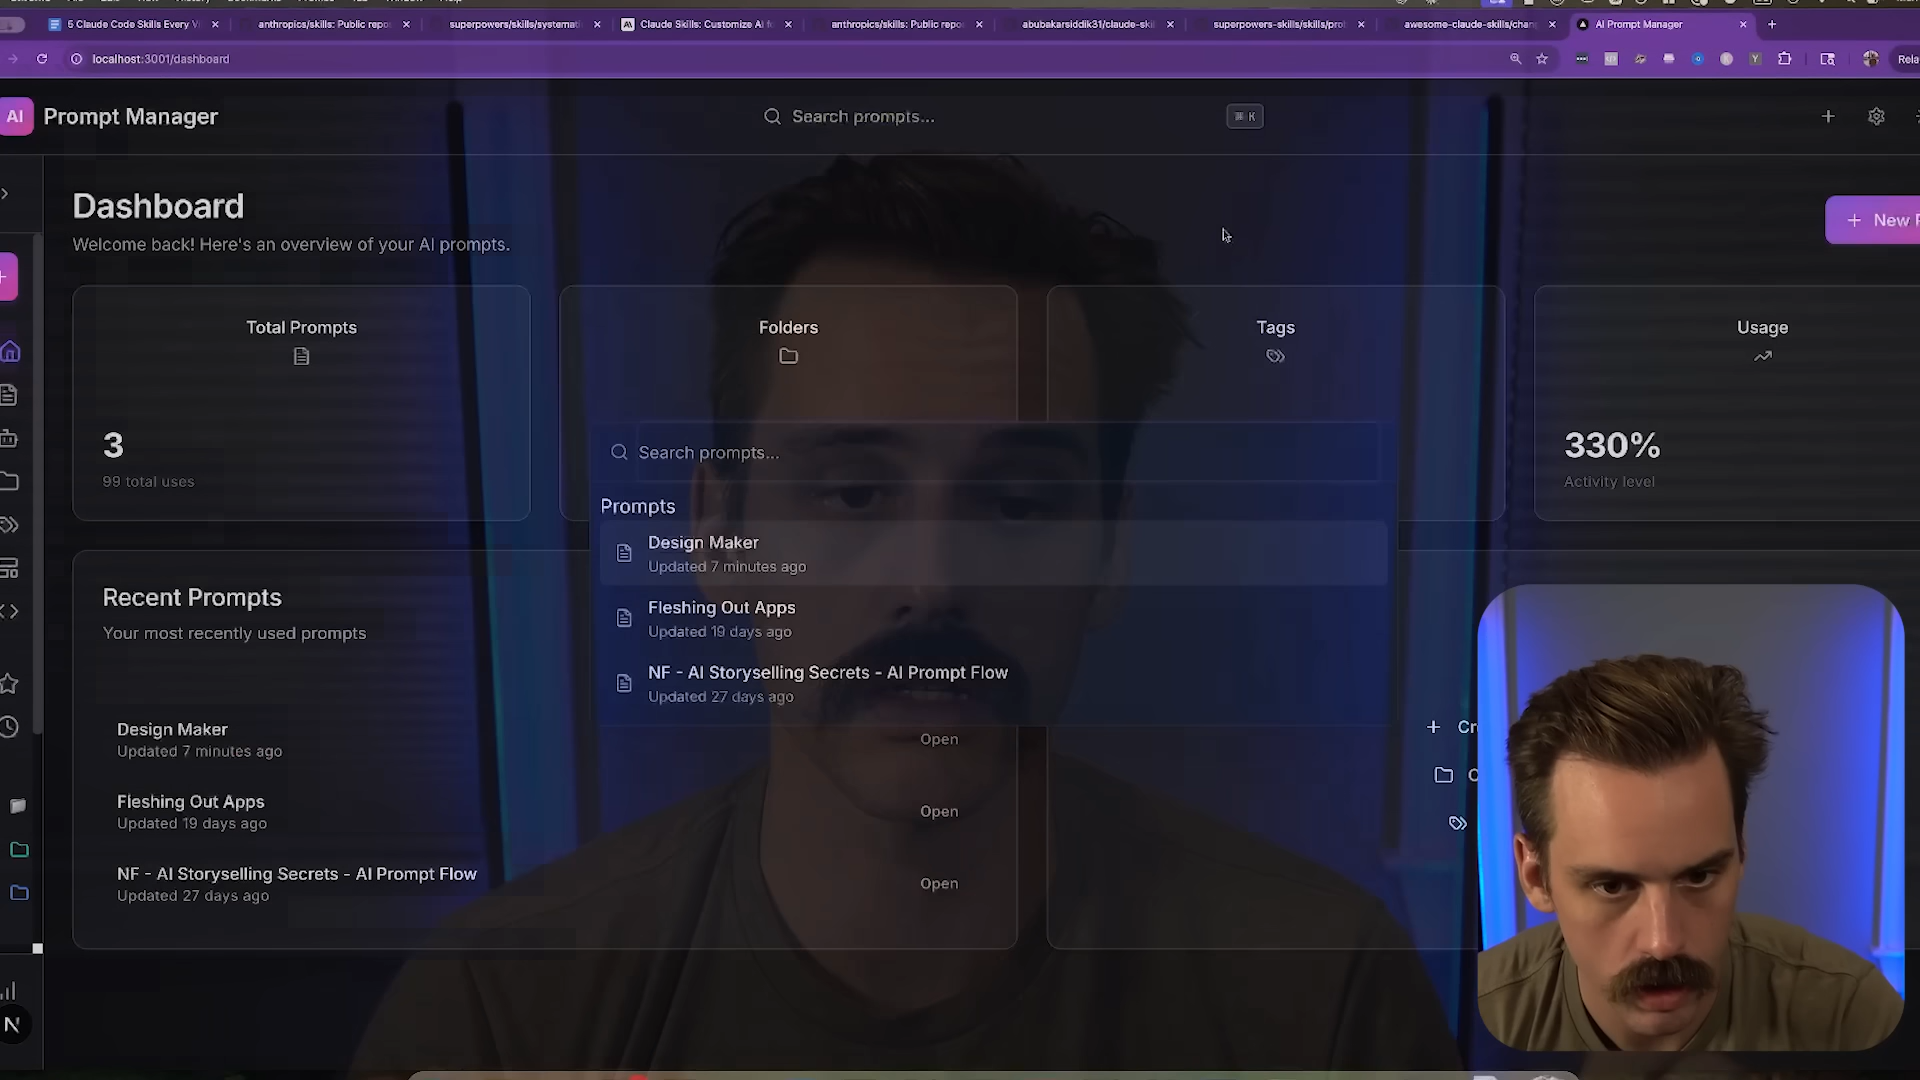 5 Claude Code Skills Every Vi
anthropics/skills: Public repo
superpowers/skills/systemati
Claude Skills: Customize AI f
anthropics/skills: Public repo
abubakarsiddik31/claude-skil
superpowers-skills/skills/pro
awesome-claude-skills/chan
AI Prompt Manager
localhost:3001/dashboard
Rela
AI
Prompt Manager
Search prompts...
⌘ K
Dashboard
Welcome back! Here's an overview of your AI prompts.
New
Total Prompts
3
99 total uses
Folders
Tags
Usage
330%
Activity level
Search prompts...
Prompts
Design Maker
Updated 7 minutes ago
Fleshing Out Apps
Updated 19 days ago
NF - AI Storyselling Secrets - AI Prompt Flow
Updated 27 days ago
Recent Prompts
Your most recently used prompts
Design Maker
Updated 7 minutes ago
Open
Fleshing Out Apps
Updated 19 days ago
Open
NF - AI Storyselling Secrets - AI Prompt Flow
Updated 27 days ago
Open
Cr
N